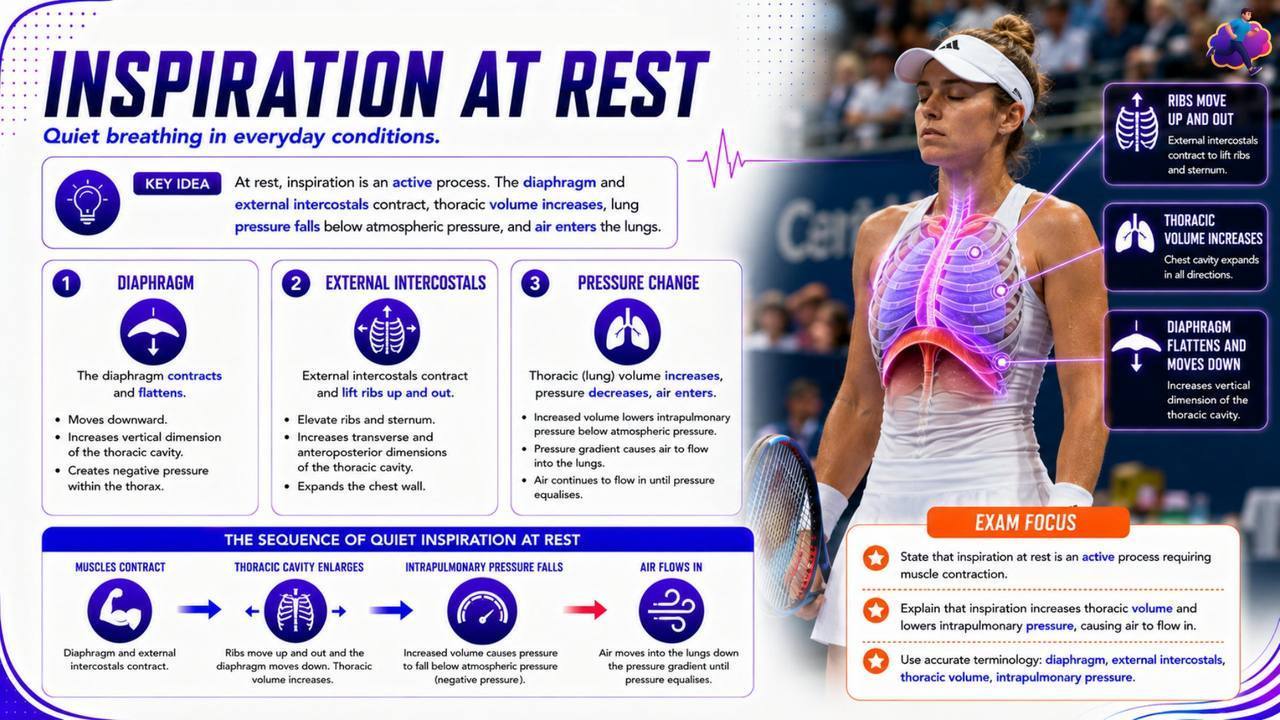 INSPIRATION AT REST
Quiet breathing in everyday conditions.
KEY IDEA
At rest, inspiration is an active process. The diaphragm and
external intercostals contract, thoracic volume increases, lung
pressure falls below atmospheric pressure, and air enters the lungs.
1
DIAPHRAGM
The diaphragm contracts
and flattens.
• Moves downward.
• Increases vertical dimension
of the thoracic cavity.
• Creates negative pressure
within the thorax.
2
EXTERNAL INTERCOSTALS
External intercostals contract
and lift ribs up and out.
• Elevate ribs and sternum.
• Increases transverse and
anteroposterior dimensions
of the thoracic cavity.
• Expands the chest wall.
3
PRESSURE CHANGE
Thoracic (lung) volume increases,
pressure decreases, air enters.
• Increased volume lowers intrapulmonary
pressure below atmospheric pressure.
• Pressure gradient causes air to flow
into the lungs.
• Air continues to flow in until pressure
equalises.
THE SEQUENCE OF QUIET INSPIRATION AT REST
MUSCLES CONTRACT
Diaphragm and external
intercostals contract.
THORACIC CAVITY ENLARGES
Ribs move up and out and the
diaphragm moves down. Thoracic
volume increases.
INTRAPULMONARY PRESSURE FALLS
Increased volume causes pressure
to fall below atmospheric pressure
(negative pressure).
AIR FLOWS IN
Air moves into the lungs down
the pressure gradient until
pressure equalises.
RIBS MOVE
UP AND OUT
External intercostals
contract to lift ribs
and sternum.
THORACIC
VOLUME INCREASES
Chest cavity expands
in all directions.
DIAPHRAGM
FLATTENS AND
MOVES DOWN
Increases vertical
dimension of the
thoracic cavity.
EXAM FOCUS
State that inspiration at rest is an active process requiring
muscle contraction.
Explain that inspiration increases thoracic volume and
lowers intrapulmonary pressure, causing air to flow in.
Use accurate terminology: diaphragm, external intercostals,
thoracic volume, intrapulmonary pressure.